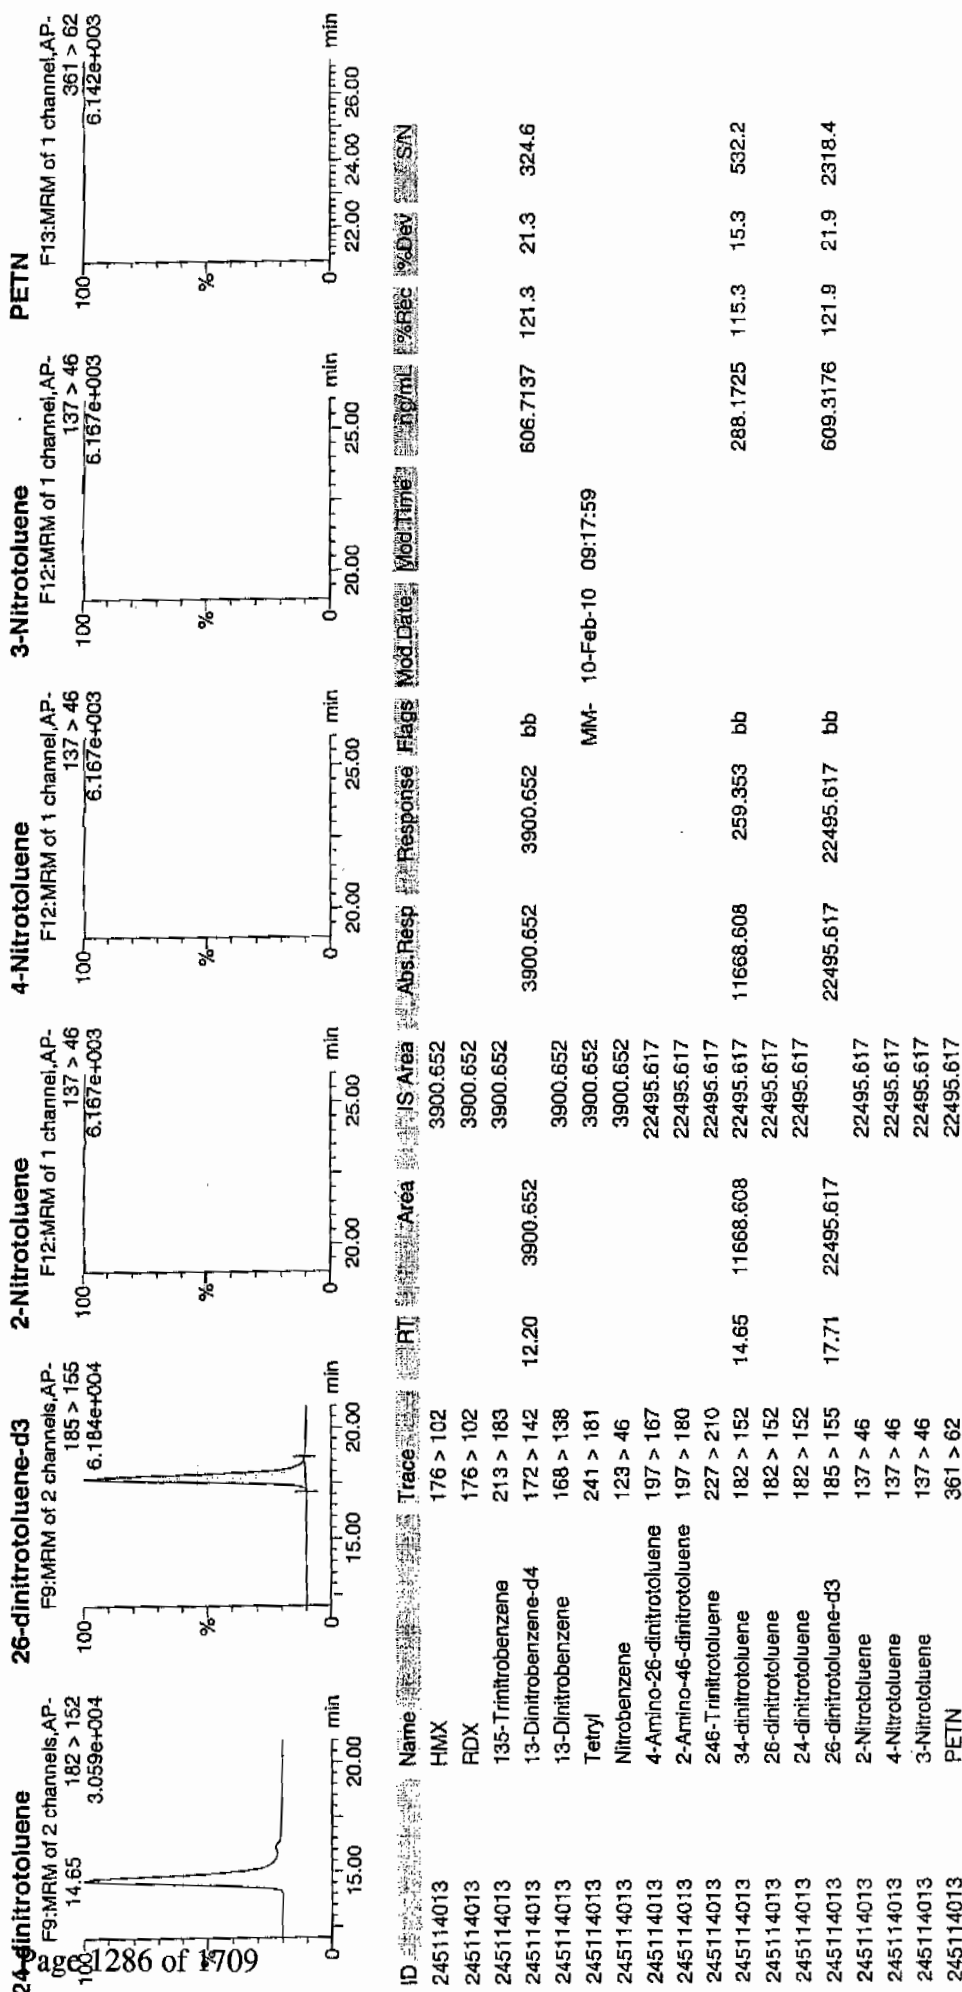 24-dinitrotoluene
F9:MRM of 2 channels,AP-
182 > 152
3.059e+004
14.65
100
%
0
15.00 20.00 min
26-dinitrotoluene-d3
F9:MRM of 2 channels,AP-
185 > 155
6.184e+004
100
%
0
15.00 20.00 min
2-Nitrotoluene
F12:MRM of 1 channel,AP-
137 > 46
6.167e+003
100
%
0
20.00 25.00 min
4-Nitrotoluene
F12:MRM of 1 channel,AP-
137 > 46
6.167e+003
100
%
0
20.00 25.00 min
3-Nitrotoluene
F12:MRM of 1 channel,AP-
137 > 46
6.167e+003
100
%
0
20.00 25.00 min
PETN
F13:MRM of 1 channel,AP-
361 > 62
6.142e+003
100
%
0
22.00 24.00 26.00 min
ID Name Trace RT Area IS Area Abs.Resp Response Flags Mod.Date Mod.Time ng/mL %Rec %Dev S/N
245114013 HMX 176 > 102 3900.652
245114013 RDX 176 > 102 3900.652
245114013 135-Trinitrobenzene 213 > 183 3900.652
245114013 13-Dinitrobenzene-d4 172 > 142 12.20 3900.652 3900.652 3900.652 bb 606.7137 121.3 21.3 324.6
245114013 13-Dinitrobenzene 168 > 138 3900.652
245114013 Tetryl 241 > 181 3900.652 MM- 10-Feb-10 09:17:59
245114013 Nitrobenzene 123 > 46 3900.652
245114013 4-Amino-26-dinitrotoluene 197 > 167 22495.617
245114013 2-Amino-46-dinitrotoluene 197 > 180 22495.617
245114013 246-Trinitrotoluene 227 > 210 22495.617
245114013 34-dinitrotoluene 182 > 152 14.65 11668.608 22495.617 11668.608 259.353 bb 288.1725 115.3 15.3 532.2
245114013 26-dinitrotoluene 182 > 152 22495.617
245114013 24-dinitrotoluene 182 > 152 22495.617
245114013 26-dinitrotoluene-d3 185 > 155 17.71 22495.617 22495.617 22495.617 bb 609.3176 121.9 21.9 2318.4
245114013 2-Nitrotoluene 137 > 46 22495.617
245114013 4-Nitrotoluene 137 > 46 22495.617
245114013 3-Nitrotoluene 137 > 46 22495.617
245114013 PETN 361 > 62 22495.617
Page 1286 of 1709